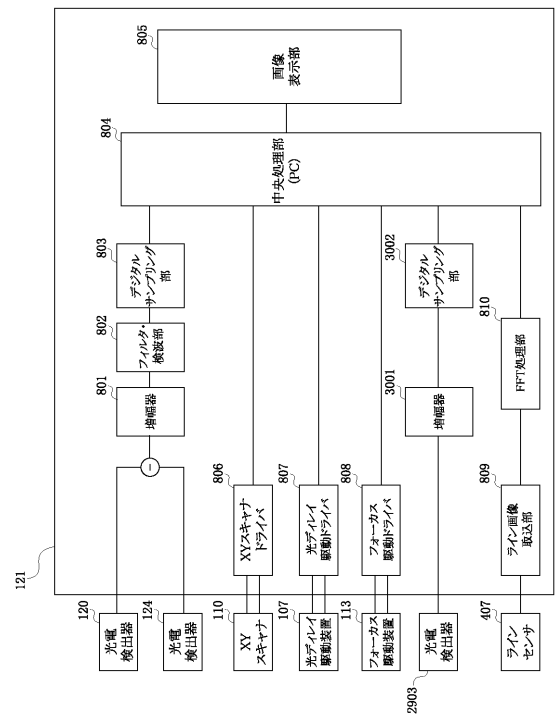 121
120
光電
検出器
124
光電
検出器
110
XY
スキャナ
107
光ディレイ
駆動装置
113
フォーカス
駆動装置
2903
光電
検出器
407
ライン
センサ
−
806
XYスキャナ
ドライバ
807
光ディレイ
駆動ドライバ
808
フォーカス
駆動ドライバ
809
ライン画像
取込部
801
増幅器
802
フィルタ・
検波部
803
デジタル
サンプリング
部
3001
増幅器
3002
デジタル
サンプリング
部
810
FFT処理部
804
中央処理部
(PC)
805
画像
表示部